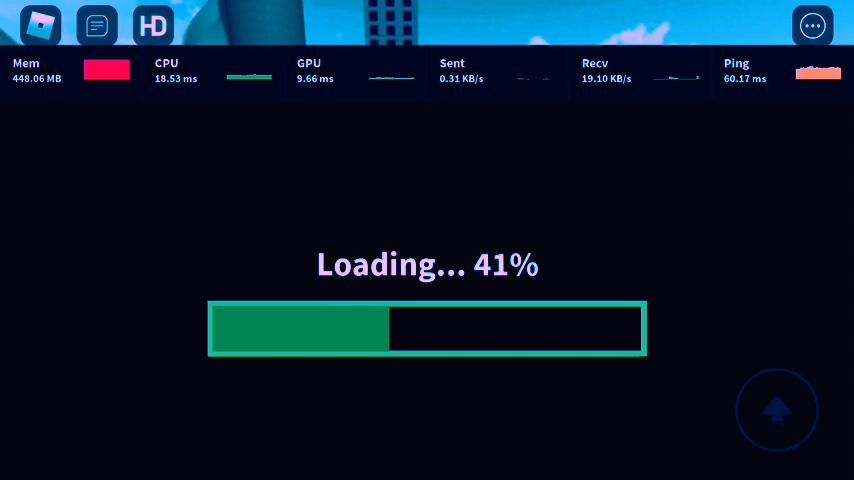 HD
Mem
448.06 MB
CPU
18.53 ms
GPU
9.66 ms
Sent
0.31 KB/s
Recv
19.10 KB/s
Ping
60.17 ms
Loading... 41%